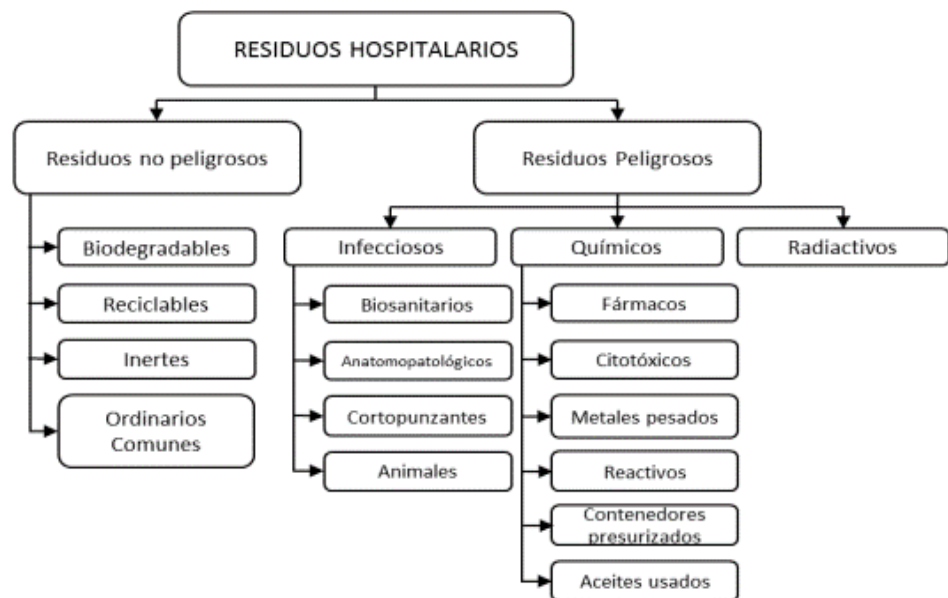 RESIDUOS HOSPITALARIOS
Residuos no peligrosos
Residuos Peligrosos
Biodegradables
Reciclables
Inertes
Ordinarios
Comunes
Infecciosos
Químicos
Radiactivos
Biosanitarios
Anatomopatológicos
Cortopunzantes
Animales
Fármacos
Citotóxicos
Metales pesados
Reactivos
Contenedores
presurizados
Aceites usados